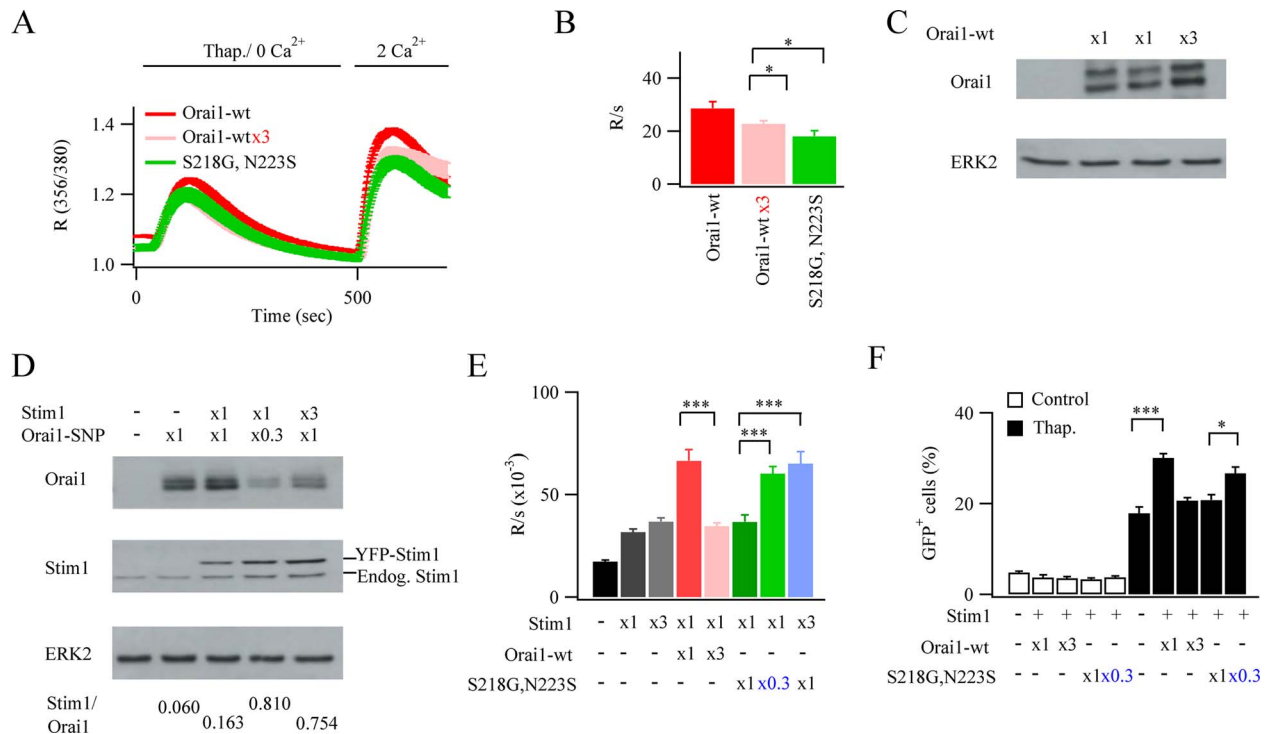 A
Thap./ 0 Ca2+
2 Ca2+
Orai1-wt
Orai1-wtx3
S218G, N223S
1.4
1.2
1.0
R (356/380)
0
500
Time (sec)
B
*
*
40
20
0
R/s
Orai1-wt
Orai1-wt x3
S218G, N223S
C
Orai1-wt
x1
x1
x3
Orai1
ERK2
D
Stim1 - - x1 x1 x3
Orai1-SNP - x1 x1 x0.3 x1
Orai1
Stim1
YFP-Stim1
Endog. Stim1
ERK2
Stim1/
Orai1
0.060
0.163
0.810
0.754
E
100
50
0
R/s (x10-3)
***
***
***
Stim1 - x1 x3 x1 x1 x1 x1 x3
Orai1-wt - - - x1 x3 - - -
S218G,N223S - - - - - x1 x0.3 x1
F
Control
Thap.
40
20
0
GFP+ cells (%)
***
*
Stim1 - + + + + - + + + +
Orai1-wt - x1 x3 - - - x1 x3 - -
S218G,N223S - - - x1 x0.3 - - - x1 x0.3